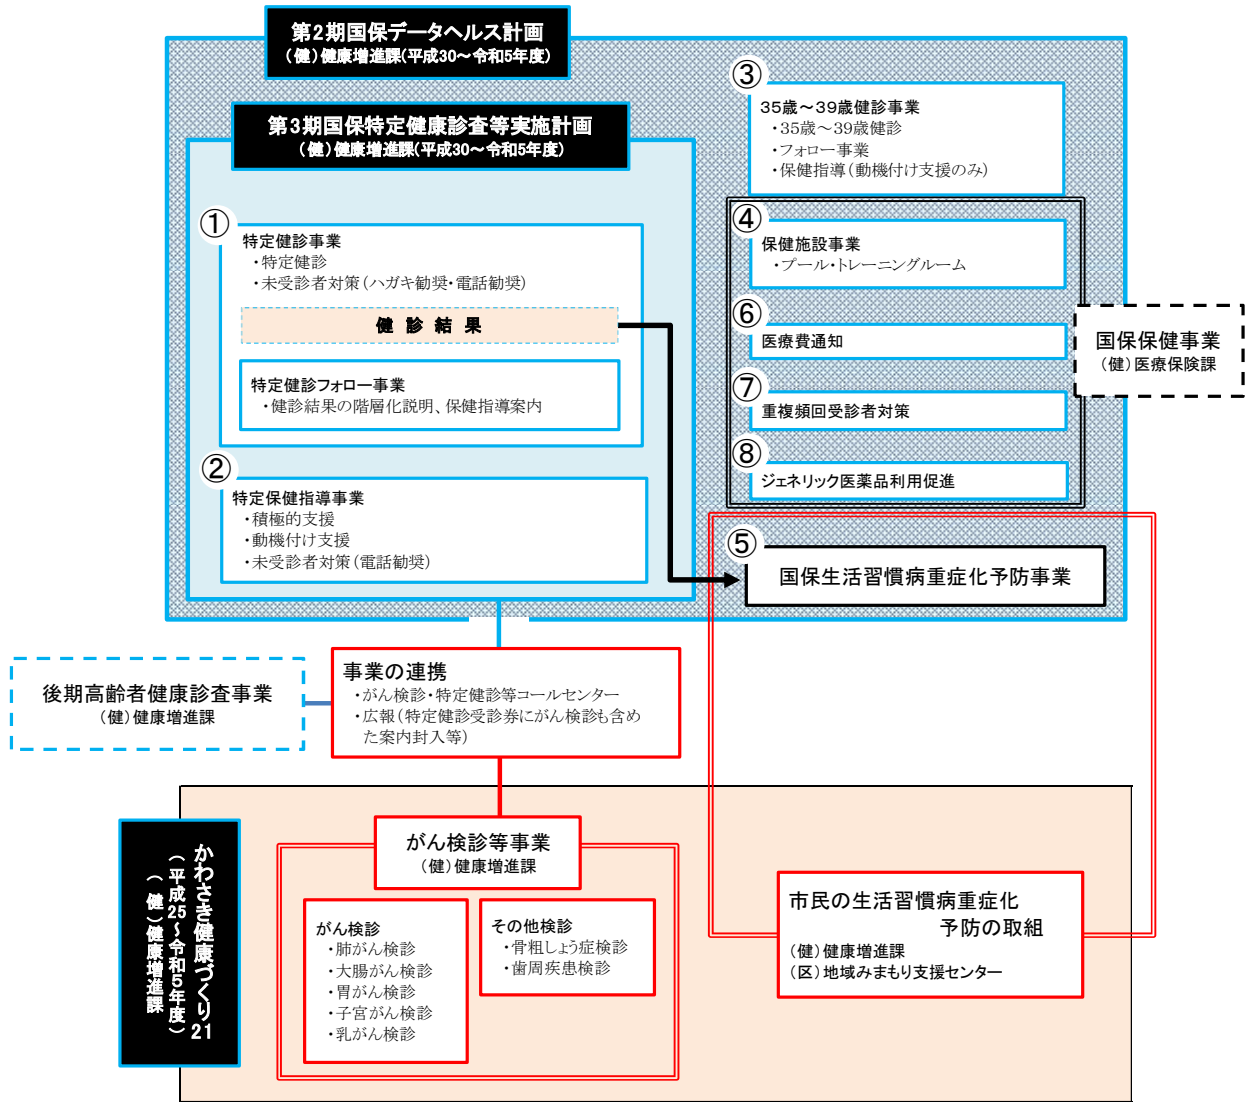 第2期国保データヘルス計画
(健)健康増進課(平成30～令和5年度)
第3期国保特定健康診査等実施計画
(健)健康増進課(平成30～令和5年度)
①
特定健診事業
・特定健診
・未受診者対策(ハガキ勧奨・電話勧奨)
健診結果
特定健診フォロー事業
・健診結果の階層化説明、保健指導案内
②
特定保健指導事業
・積極的支援
・動機付け支援
・未受診者対策(電話勧奨)
③
35歳～39歳健診事業
・35歳～39歳健診
・フォロー事業
・保健指導(動機付け支援のみ)
④
保健施設事業
・プール・トレーニングルーム
⑥
医療費通知
⑦
重複頻回受診者対策
⑧
ジェネリック医薬品利用促進
国保保健事業
(健)医療保険課
⑤
国保生活習慣病重症化予防事業
後期高齢者健康診査事業
(健)健康増進課
事業の連携
・がん検診・特定健診等コールセンター
・広報(特定健診受診券にがん検診も含め
た案内封入等)
かわさき健康づくり21
(平成25～令和5年度)
(健)健康増進課
がん検診等事業
(健)健康増進課
がん検診
・肺がん検診
・大腸がん検診
・胃がん検診
・子宮がん検診
・乳がん検診
その他検診
・骨粗しょう症検診
・歯周疾患検診
市民の生活習慣病重症化
予防の取組
(健)健康増進課
(区)地域みまもり支援センター